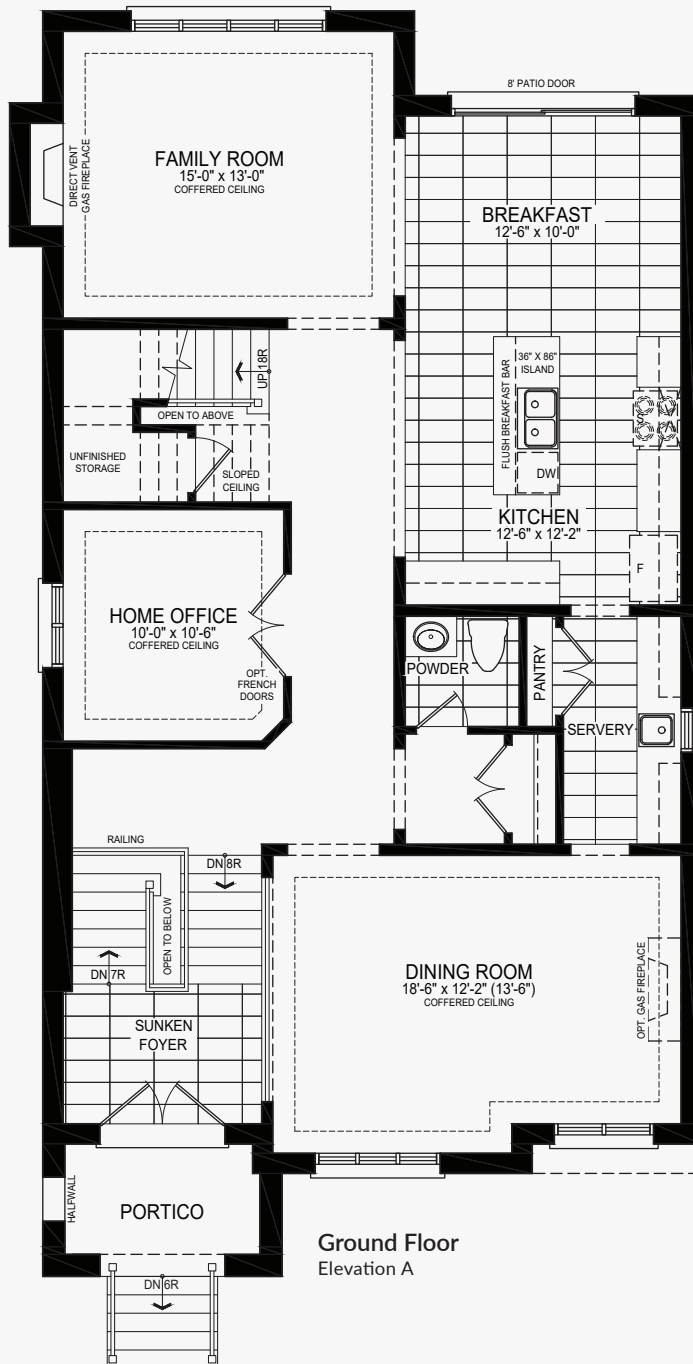 8' PATIO DOOR
FAMILY ROOM
15'-0" x 13'-0"
COFFERED CEILING
DIRECT VENT
GAS FIREPLACE
BREAKFAST
12'-6" x 10'-0"
UP 18R
OPEN TO ABOVE
UNFINISHED
STORAGE
SLOPED
CEILING
36" X 86"
ISLAND
FLUSH BREAKFAST BAR
DW
S
KITCHEN
12'-6" x 12'-2"
F
HOME OFFICE
10'-0" x 10'-6"
COFFERED CEILING
OPT.
FRENCH
DOORS
POWDER
PANTRY
SERVERY
RAILING
DN 8R
OPEN TO BELOW
DN 7R
SUNKEN
FOYER
DINING ROOM
18'-6" x 12'-2" (13'-6")
COFFERED CEILING
OPT. GAS FIREPLACE
HALFWALL
PORTICO
DN 6R
Ground Floor
Elevation A